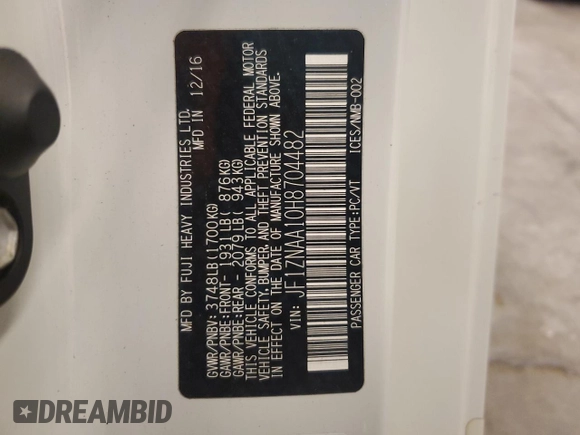 MFD BY FUJI HEAVY INDUSTRIES LTD.
MFD IN 12/16
GVWR/PNBV: 3748LB(1700KG)
GAWR/PNBE:FRONT- 1931LB( 876KG)
GAWR/PNBE:REAR - 2079LB( 943KG)
THIS VEHICLE CONFORMS TO ALL APPLICABLE FEDERAL MOTOR
VEHICLE SAFETY,BUMPER, AND THEFT PREVENTION STANDARDS
IN EFFECT ON THE DATE OF MANUFACTURE SHOWN ABOVE.
VIN: JF1ZNAA10H8704482
PASSENGER CAR TYPE:PC/VT ICES/NMB-002
DREAMBID